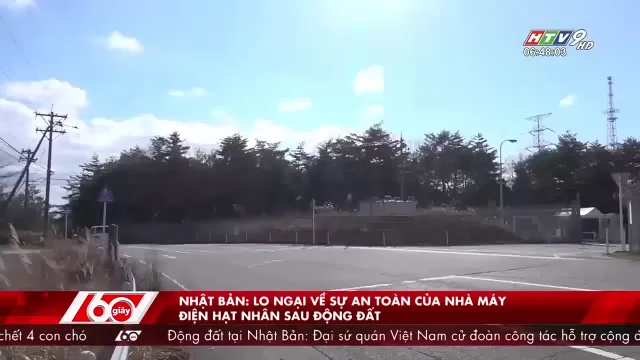 HTV9 HD
06:48:03
60 giây
NHẬT BẢN: LO NGẠI VỀ SỰ AN TOÀN CỦA NHÀ MÁY
ĐIỆN HẠT NHÂN SAU ĐỘNG ĐẤT
chết 4 con chó 60 giây Động đất tại Nhật Bản: Đại sứ quán Việt Nam cử đoàn công tác hỗ trợ cộng đ